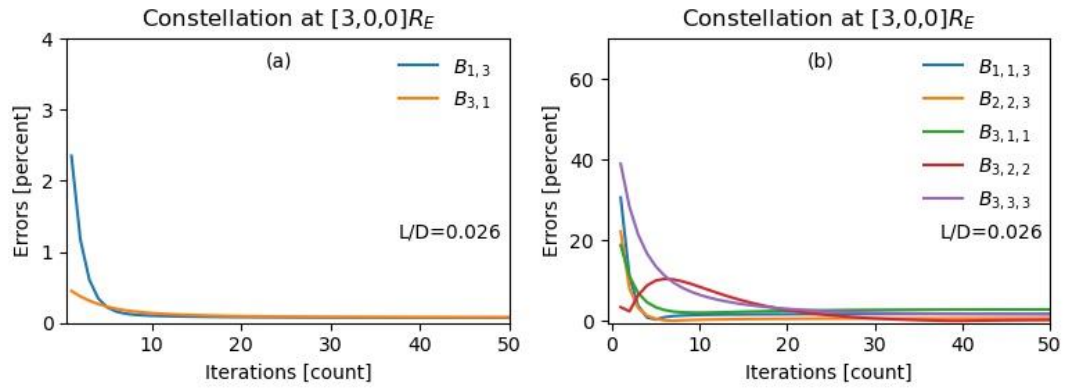 Constellation at [3,0,0]R_E
(a)
B_{1,3}
B_{3,1}
L/D=0.026
4
3
2
1
0
10 20 30 40 50
Errors [percent]
Iterations [count]
Constellation at [3,0,0]R_E
(b)
B_{1,1,3}
B_{2,2,3}
B_{3,1,1}
B_{3,2,2}
B_{3,3,3}
L/D=0.026
60
40
20
0
0 10 20 30 40 50
Errors [percent]
Iterations [count]